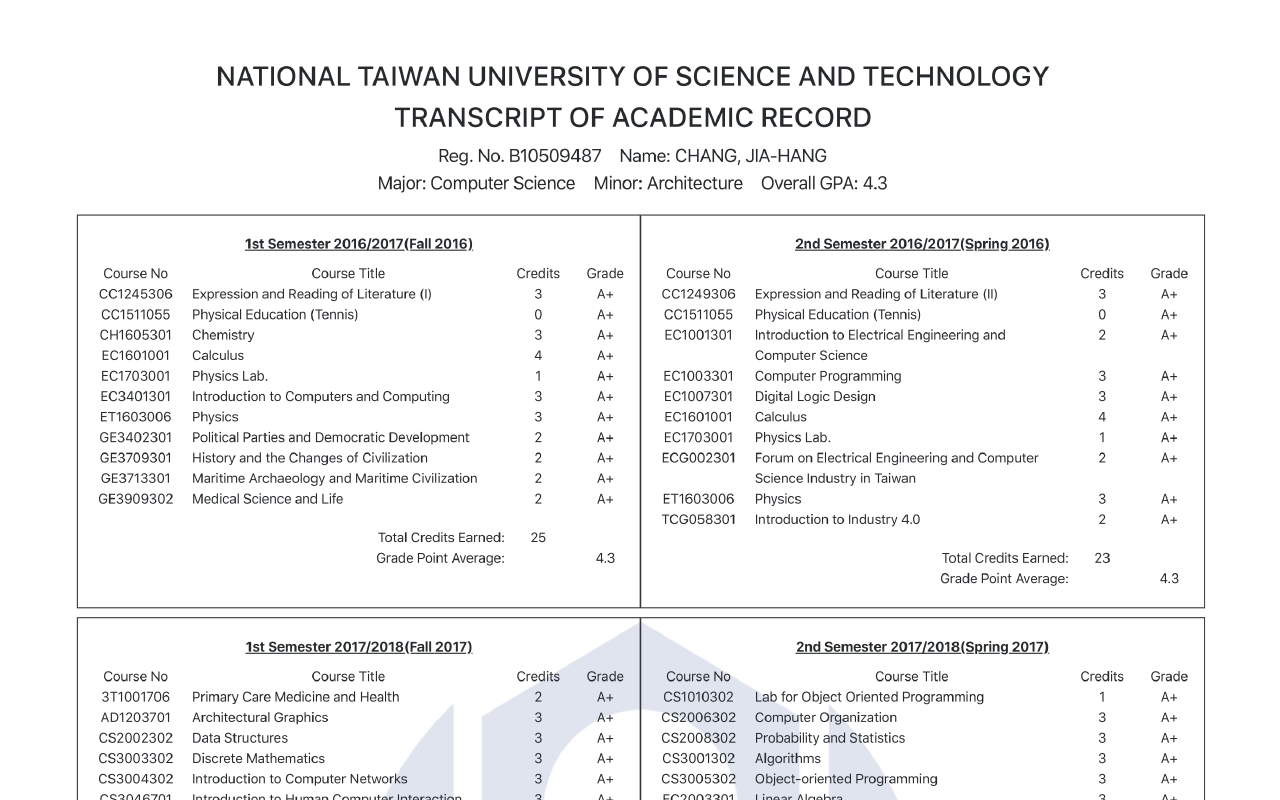 NATIONAL TAIWAN UNIVERSITY OF SCIENCE AND TECHNOLOGY
TRANSCRIPT OF ACADEMIC RECORD
Reg. No. B10509487 Name: CHANG, JIA-HANG
Major: Computer Science Minor: Architecture Overall GPA: 4.3
1st Semester 2016/2017(Fall 2016)
Course No Course Title Credits Grade
CC1245306 Expression and Reading of Literature (I) 3 A+
CC1511055 Physical Education (Tennis) 0 A+
CH1605301 Chemistry 3 A+
EC1601001 Calculus 4 A+
EC1703001 Physics Lab. 1 A+
EC3401301 Introduction to Computers and Computing 3 A+
ET1603006 Physics 3 A+
GE3402301 Political Parties and Democratic Development 2 A+
GE3709301 History and the Changes of Civilization 2 A+
GE3713301 Maritime Archaeology and Maritime Civilization 2 A+
GE3909302 Medical Science and Life 2 A+
Total Credits Earned: 25
Grade Point Average: 4.3
2nd Semester 2016/2017(Spring 2016)
Course No Course Title Credits Grade
CC1249306 Expression and Reading of Literature (II) 3 A+
CC1511055 Physical Education (Tennis) 0 A+
EC1001301 Introduction to Electrical Engineering and 2 A+
Computer Science
EC1003301 Computer Programming 3 A+
EC1007301 Digital Logic Design 3 A+
EC1601001 Calculus 4 A+
EC1703001 Physics Lab. 1 A+
ECG002301 Forum on Electrical Engineering and Computer 2 A+
Science Industry in Taiwan
ET1603006 Physics 3 A+
TCG058301 Introduction to Industry 4.0 2 A+
Total Credits Earned: 23
Grade Point Average: 4.3
1st Semester 2017/2018(Fall 2017)
Course No Course Title Credits Grade
3T1001706 Primary Care Medicine and Health 2 A+
AD1203701 Architectural Graphics 3 A+
CS2002302 Data Structures 3 A+
CS3003302 Discrete Mathematics 3 A+
CS3004302 Introduction to Computer Networks 3 A+
CS3046701 Introduction to Human Computer Interaction 3 A+
2nd Semester 2017/2018(Spring 2017)
Course No Course Title Credits Grade
CS1010302 Lab for Object Oriented Programming 1 A+
CS2006302 Computer Organization 3 A+
CS2008302 Probability and Statistics 3 A+
CS3001302 Algorithms 3 A+
CS3005302 Object-oriented Programming 3 A+
EC2003301 Linear Algebra 3 A+